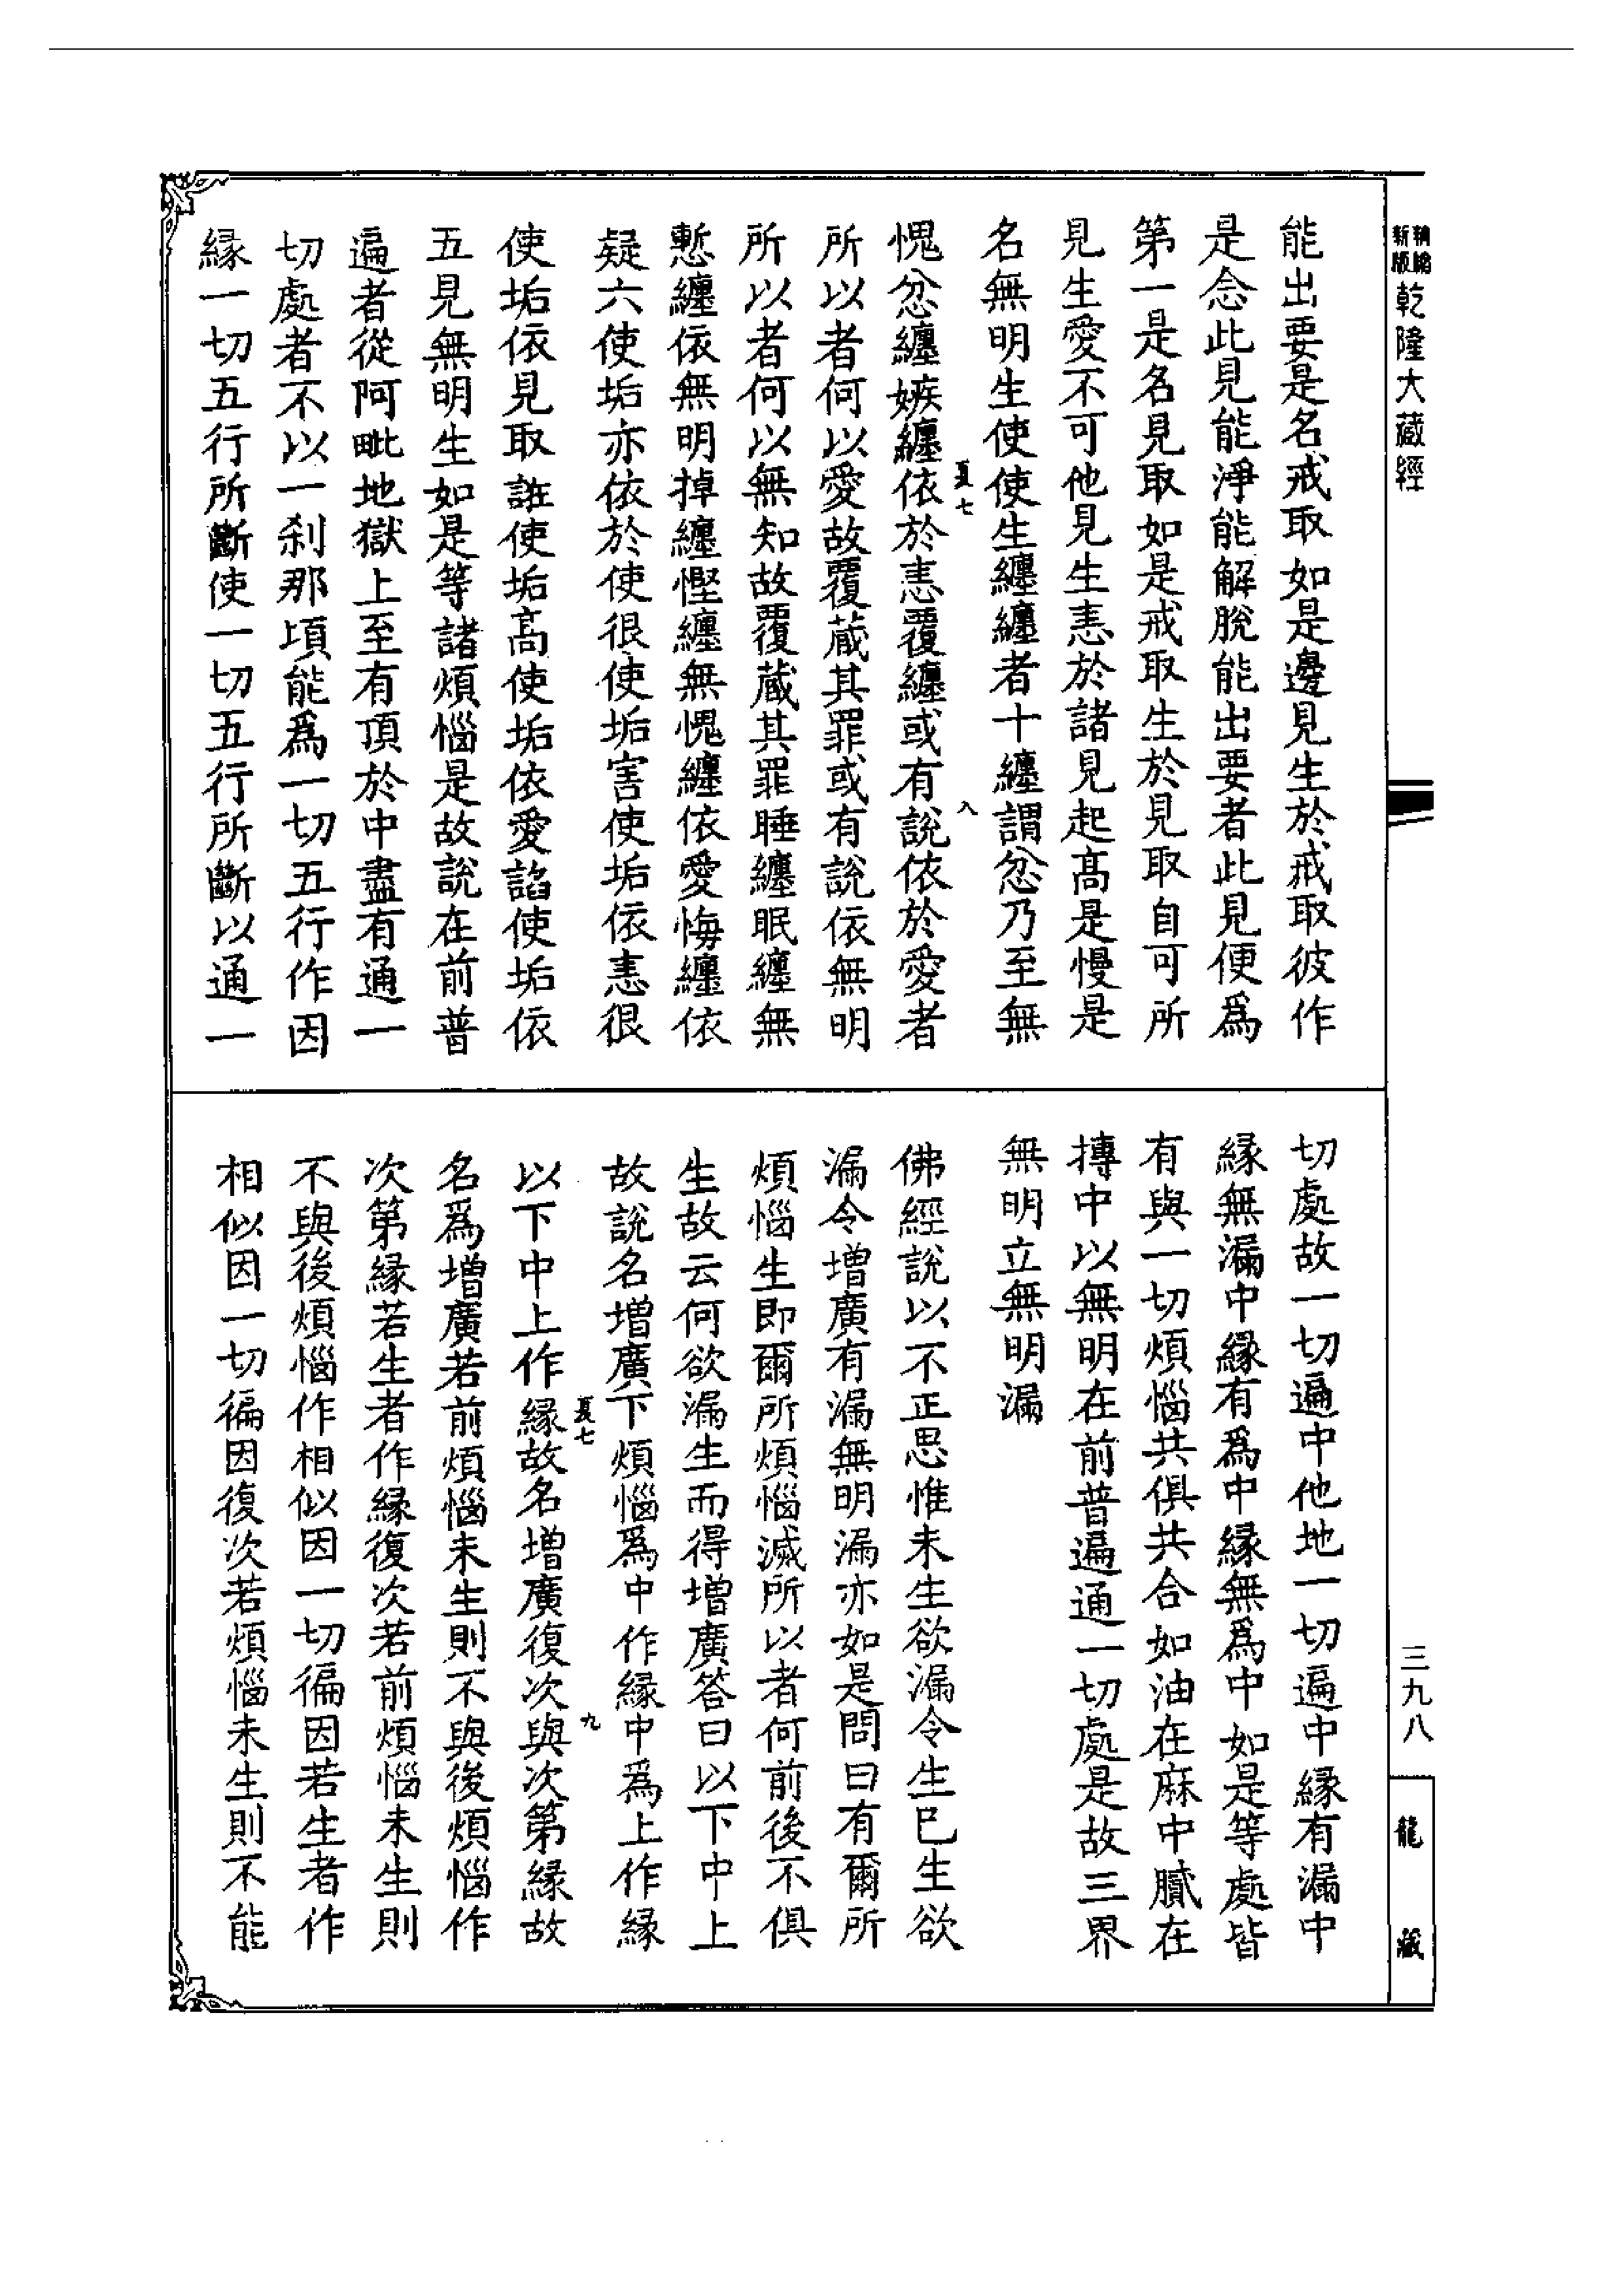 新版
乾隆大藏經
三九八
龍藏
能出要是名戒取如是邊見生於戒取彼作
是念此見能淨能解脫能出要者此見便爲
第一是名見取如是戒取生於見取自可所
見生愛不可他見生恚於諸見起髙是慢是
名無明生使使生纏纏者十纏謂忿乃至無
夏七
八
愧忿纏嫉纏依於恚覆纏或有說依於愛者
所以者何以愛故覆藏其罪或有說依無明
所以者何以無知故覆藏其罪睡纏眠纏無
慙纏依無明掉纏慳纏無愧纏依愛悔纏依
疑六使垢亦依於使很使垢害使垢依恚很
使垢依見取誑使垢髙使垢依愛諂使垢依
五見無明生如是等諸煩惱是故說在前普
遍者從阿毗地獄上至有頂於中盡有通一
切處者不以一刹那頃能爲一切五行作因
縁一切五行所斷使一切五行所斷以通一
切處故一切遍中他地一切遍中縁有漏中
縁無漏中縁有爲中縁無爲中如是等處皆
有與一切煩惱共俱共合如油在麻中膩在
摶中以無明在前普遍通一切處是故三界
無明立無明漏
佛經說以不正思惟未生欲漏令生已生欲
漏令增廣有漏無明漏亦如是問曰有爾所
煩惱生即爾所煩惱滅所以者何前後不俱
生故云何欲漏生而得增廣答曰以下中上
故說名增廣下煩惱爲中作縁中爲上作縁
夏七
九
以下中上作縁故名增廣復次與次第縁故
名爲增廣若前煩惱未生則不與後煩惱作
次第縁若生者作縁復次若前煩惱未生則
不與後煩惱作相似因一切徧因若生者作
相似因一切徧因復次若煩惱未生則不能